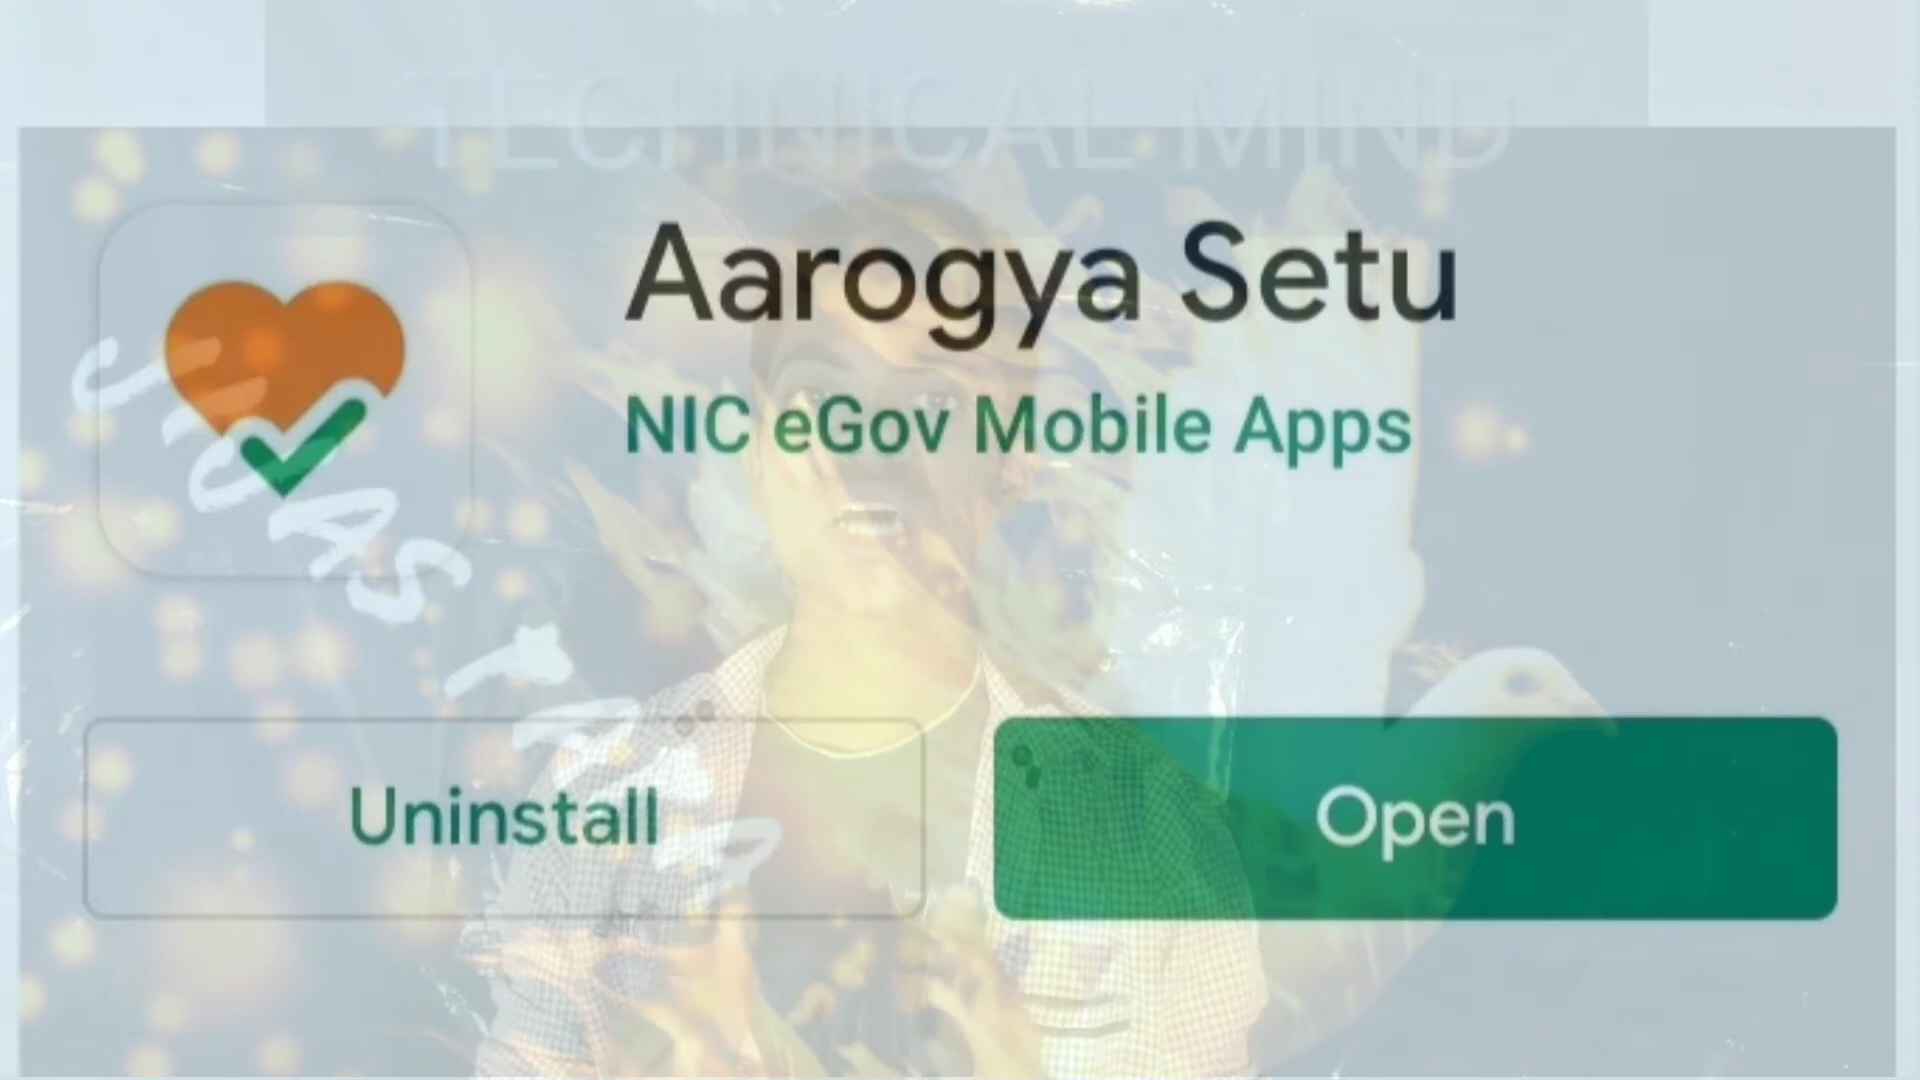 TECHNICAL MIND
Aarogya Setu
NIC eGov Mobile Apps
Uninstall
Open